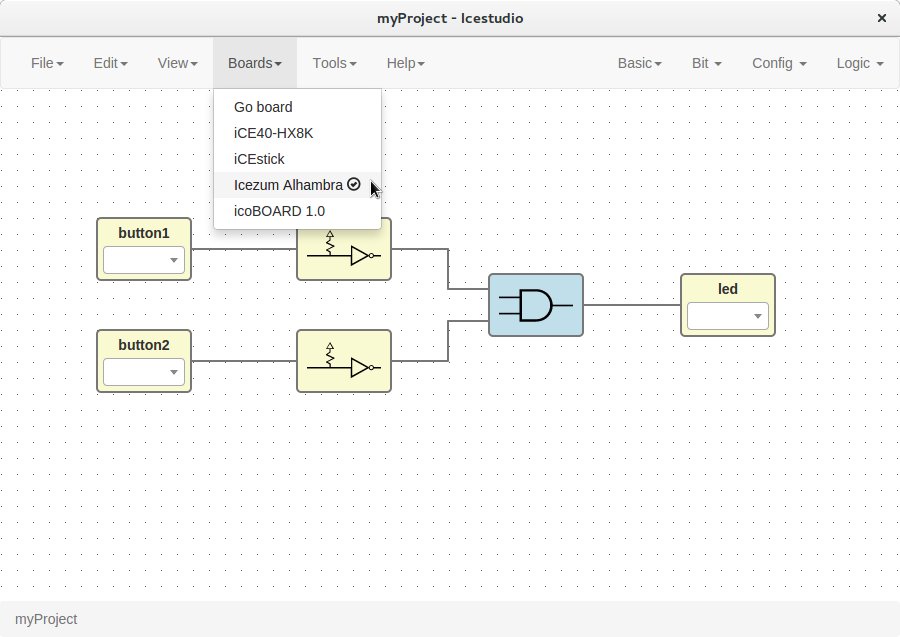 myProject - Icestudio
File Edit View Boards Tools Help Basic Bit Config Logic
Go board
iCE40-HX8K
iCEstick
Icezum Alhambra
icoBOARD 1.0
button1
led
button2
myProject